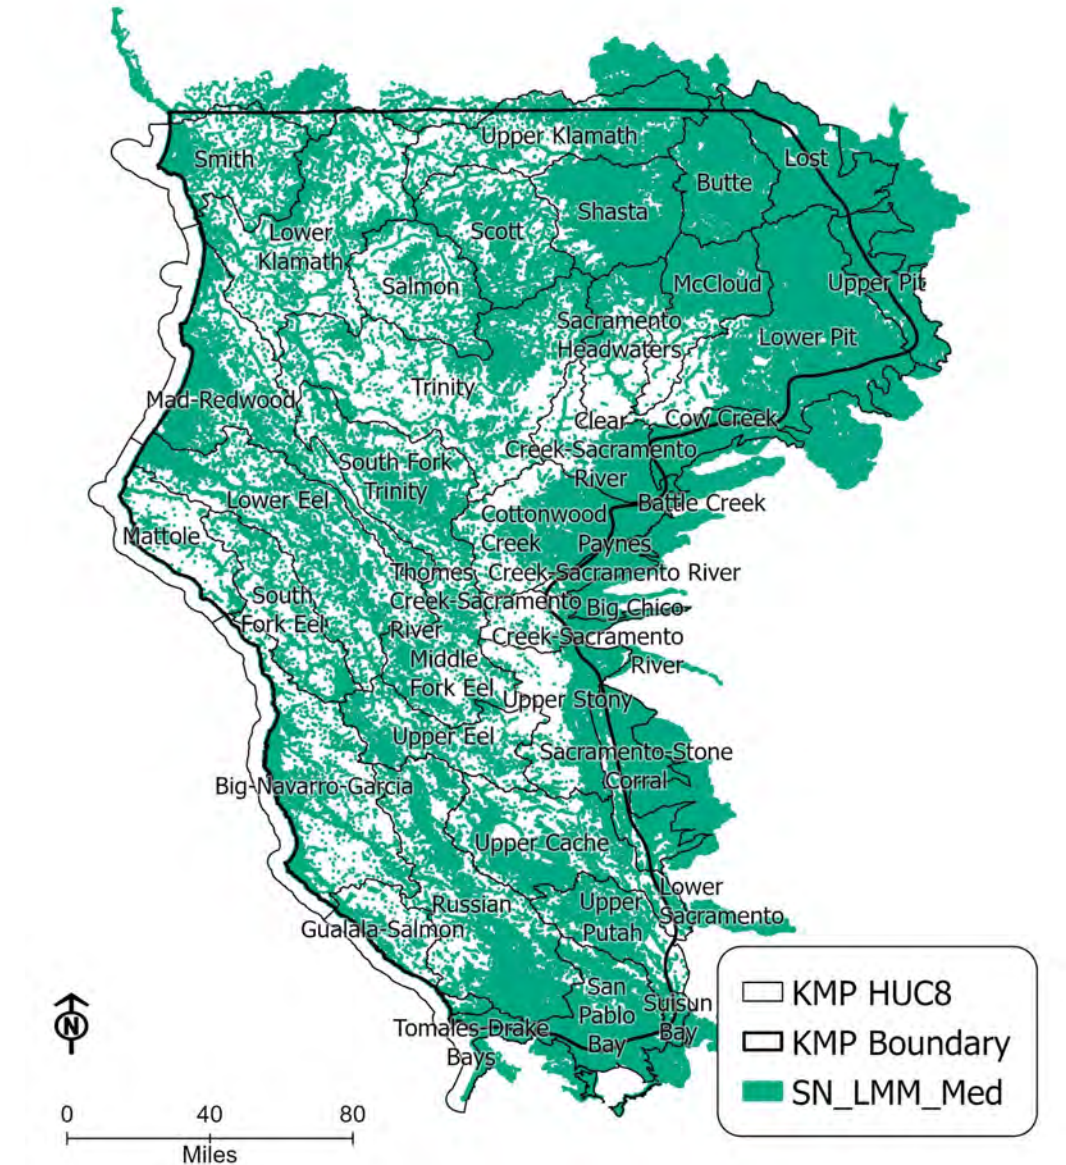 Upper Klamath
Smith
Lost
Butte
Shasta
Lower
Klamath
Scott
Salmon
McCloud
Upper Pit
Sacramento
Headwaters
Lower Pit
Trinity
Mad-Redwood
Clear
Creek-Sacramento
River
Cow Creek
South Fork
Trinity
Lower Eel
Battle Creek
Cottonwood
Creek
Paynes
Creek-Sacramento River
Mattole
Thomes
Creek-Sacramento
River
South
Fork Eel
Big Chico
Creek-Sacramento
River
Middle
Fork Eel
Upper Stony
Upper Eel
Sacramento-Stone
Corral
Big-Navarro-Garcia
Upper Cache
Lower
Sacramento
Russian
Upper
Putah
Gualala-Salmon
San
Pablo
Bay
Suisun
Bay
Tomales-Drake
Bays
KMP HUC8
KMP Boundary
SN_LMM_Med
N
0 40 80
Miles